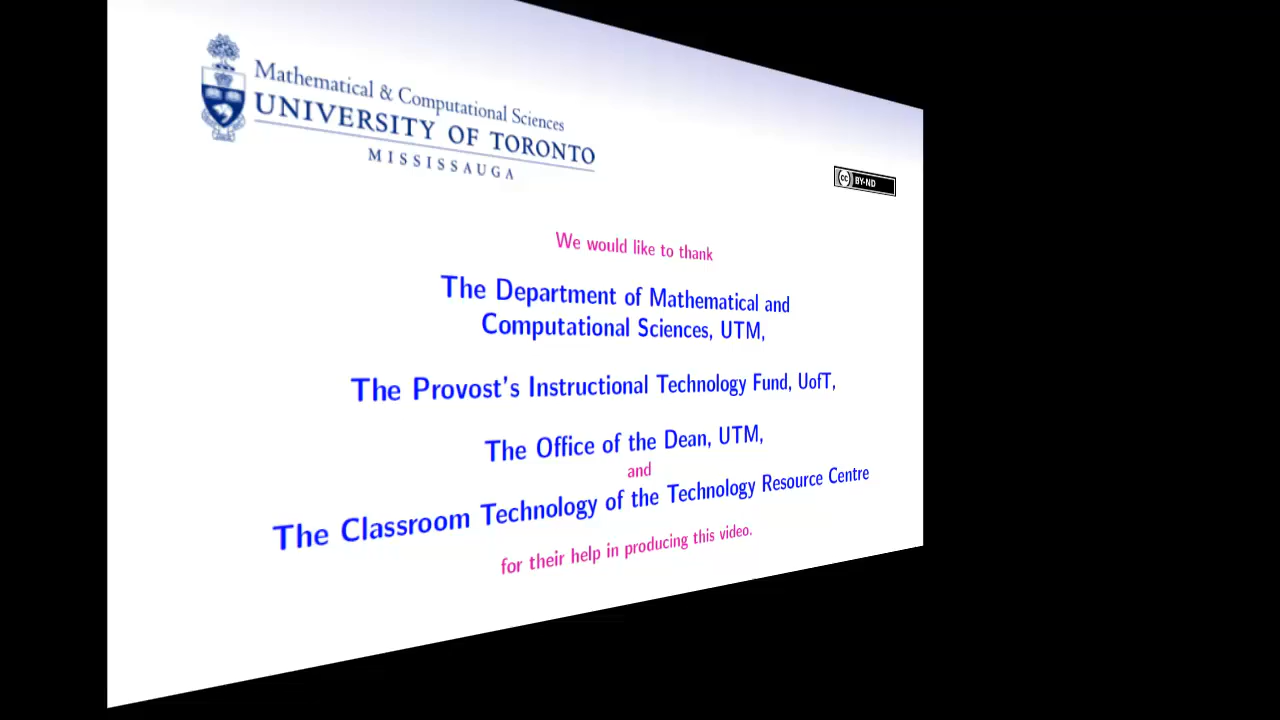 Mathematical & Computational Sciences
UNIVERSITY OF TORONTO
MISSISSAUGA
cc BY-ND
We would like to thank
The Department of Mathematical and
Computational Sciences, UTM,
The Provost's Instructional Technology Fund, UofT,
The Office of the Dean, UTM,
and
The Classroom Technology of the Technology Resource Centre
for their help in producing this video.